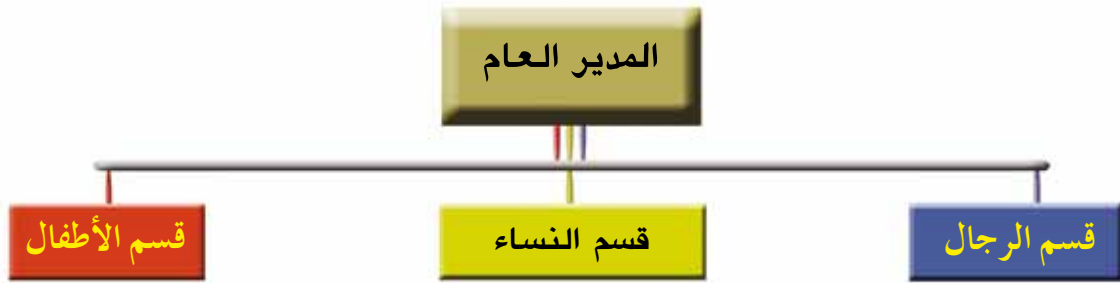 المدير العام
قسم الرجال
قسم النساء
قسم الأطفال